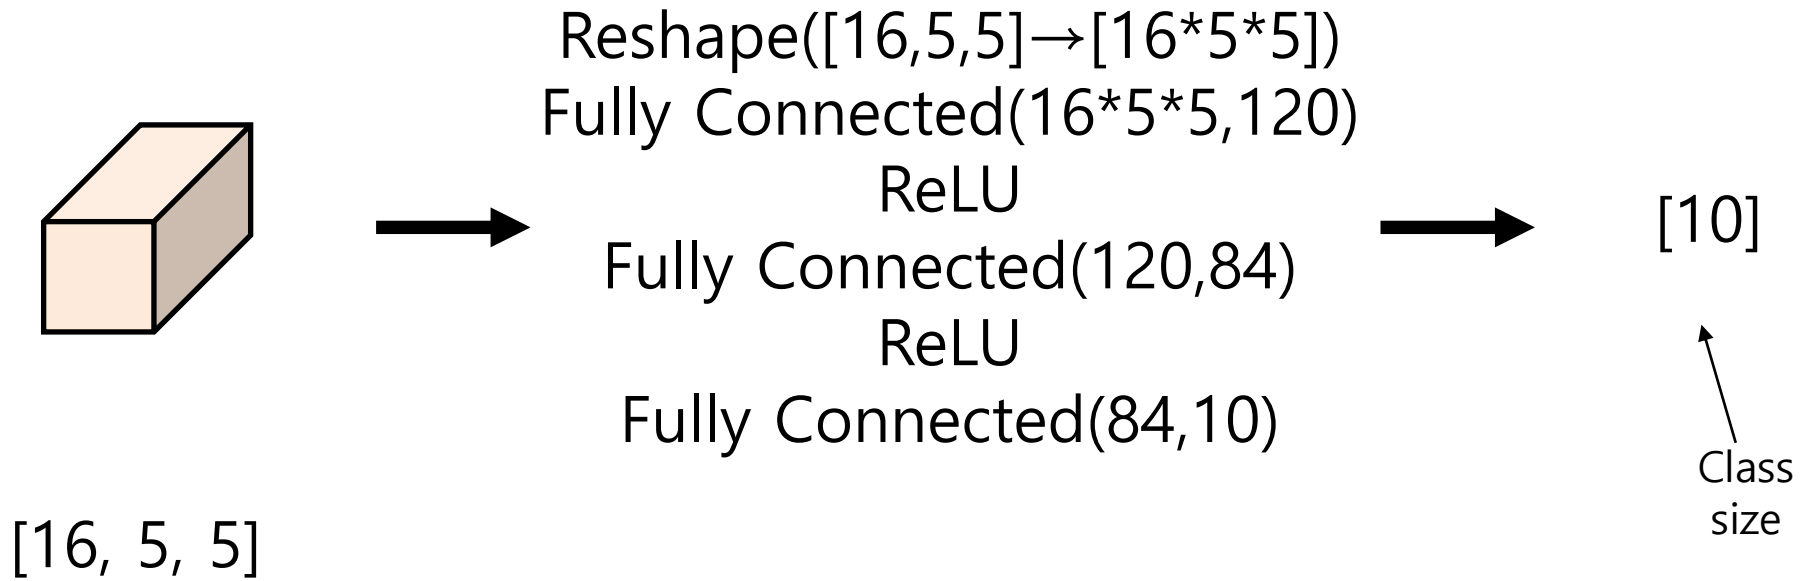 Reshape([16,5,5]→[16*5*5])
Fully Connected(16*5*5,120)
ReLU
Fully Connected(120,84)
ReLU
Fully Connected(84,10)
[10]
Class
size
[16, 5, 5]